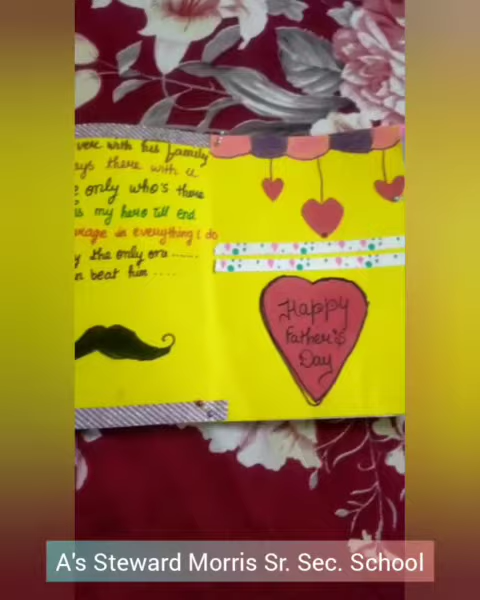 were with his family
ays there with u
e only who's there
is my hero till end
urage in everything I do
y the only one ......
n beat him ....
Happy
Father's
Day
A's Steward Morris Sr. Sec. School